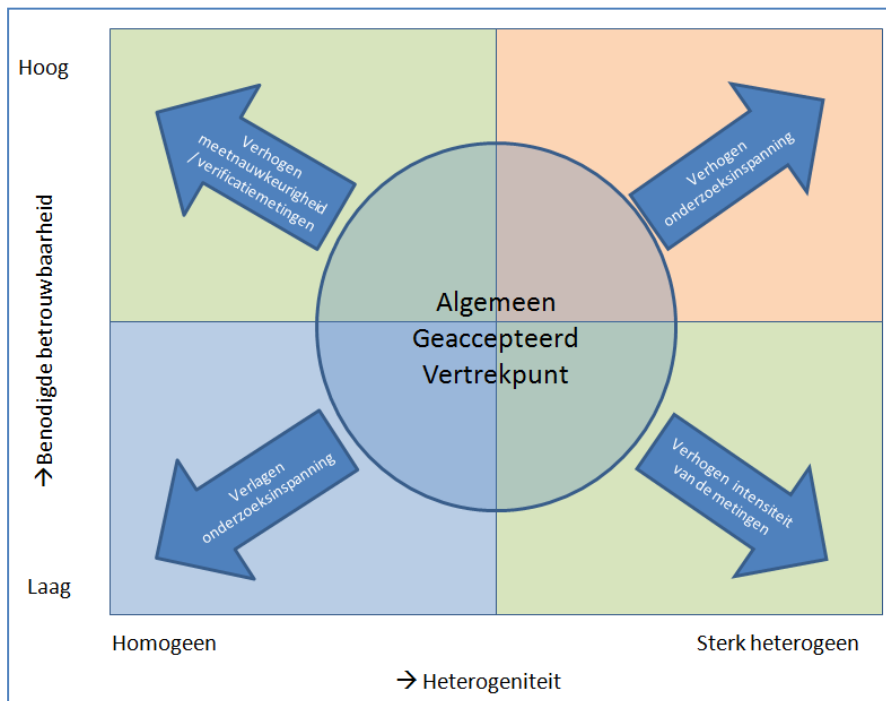 Hoog
Verhogen
meetnauwkeurigheid
/verificatiemetingen
Verhogen
onderzoeksinspanning
→ Benodigde betrouwbaarheid
Algemeen
Geaccepteerd
Vertrekpunt
Verlagen
onderzoeksinspanning
Verhogen intensiteit
van de metingen
Laag
Homogeen
Sterk heterogeen
→ Heterogeniteit